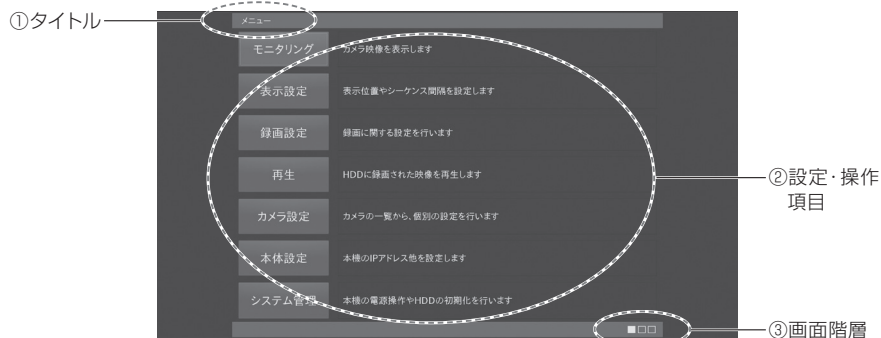 ①タイトル
メニュー
モニタリング カメラ映像を表示します
表示設定 表示位置やシーケンス間隔を設定します
録画設定 録画に関する設定を行います
再生 HDDに録画された映像を再生します
②設定・操作
項目
カメラ設定 カメラの一覧から、個別の設定を行います
本体設定 本機のIPアドレス他を設定します
システム管理 本機の電源操作やHDDの初期化を行います
■□□
③画面階層